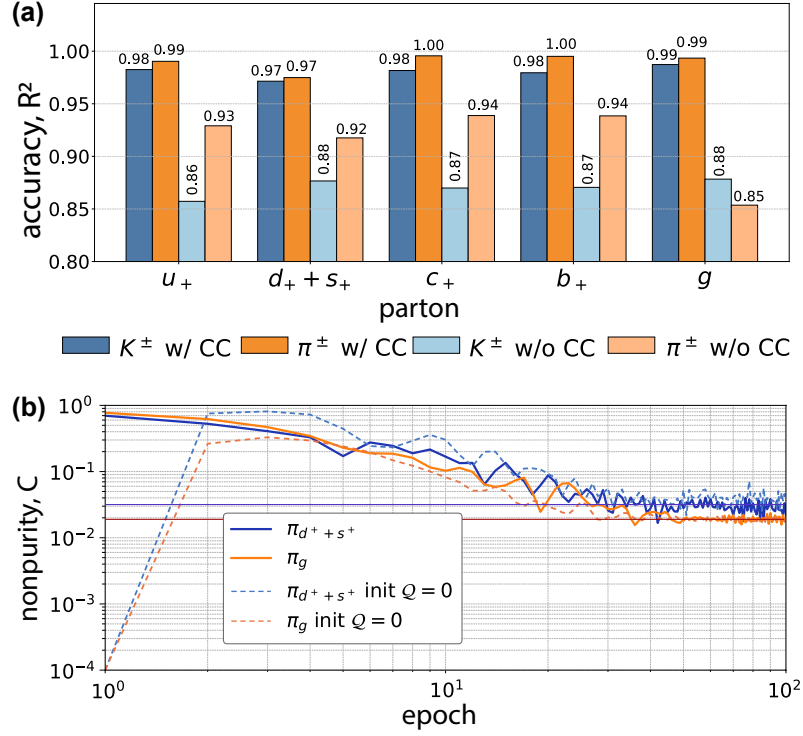 (a)
accuracy, R²
1.00
0.95
0.90
0.85
0.80
0.98 0.99 0.86 0.93
0.97 0.97 0.88 0.92
0.98 1.00 0.87 0.94
0.98 1.00 0.87 0.94
0.99 0.99 0.88 0.85
u₊ d₊ + s₊ c₊ b₊ g
parton
K± w/ CC π± w/ CC K± w/o CC π± w/o CC
(b)
nonpurity, C
10⁰
10⁻¹
10⁻²
10⁻³
10⁻⁴
π_{d⁺+s⁺}
π_g
π_{d⁺+s⁺} init 𝒬 = 0
π_g init 𝒬 = 0
10⁰ 10¹ 10²
epoch